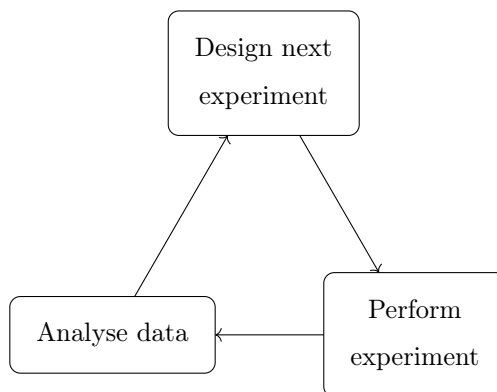 Design next
experiment
Perform
experiment
Analyse data